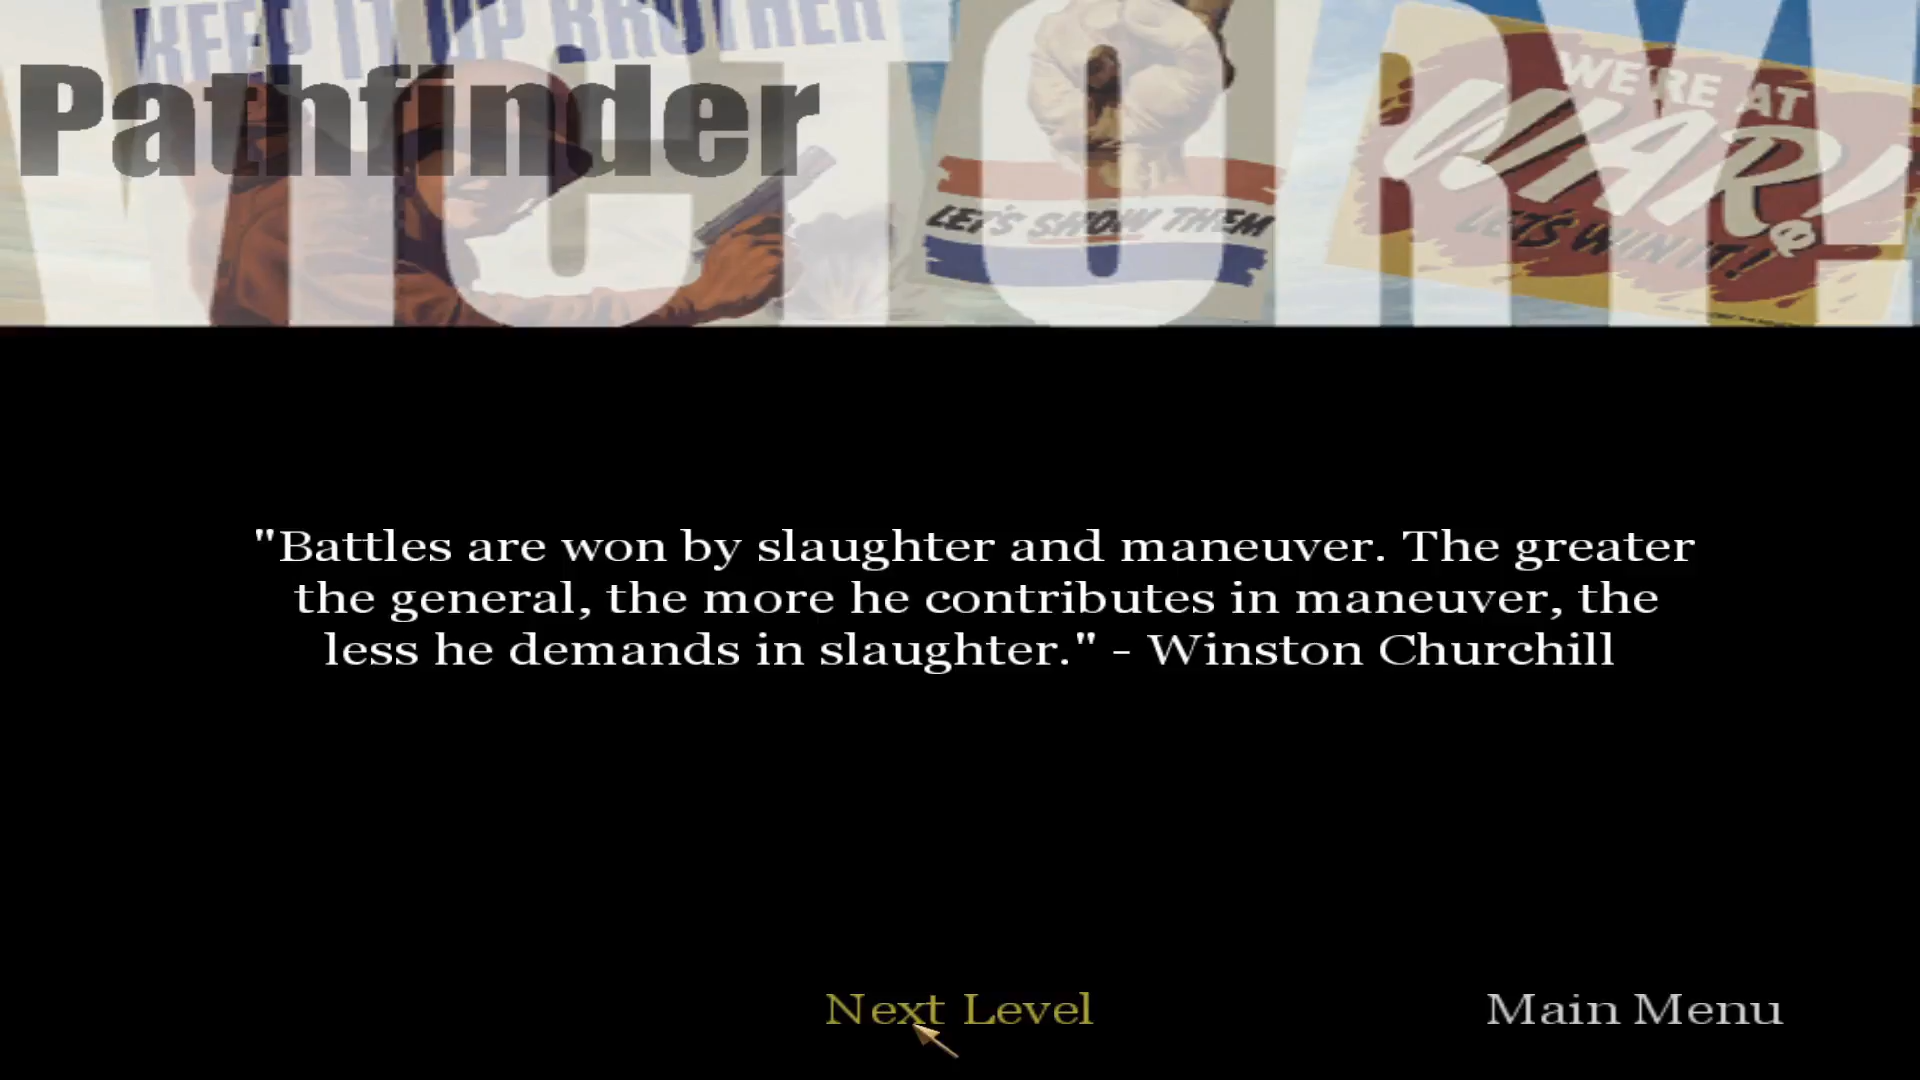 KEEP IT UP BROTHER
VICTORY
Pathfinder
WE'RE AT
WAR!
LET'S SHOW THEM
LET'S WIN IT!
"Battles are won by slaughter and maneuver. The greater
the general, the more he contributes in maneuver, the
less he demands in slaughter." - Winston Churchill
Next Level
Main Menu